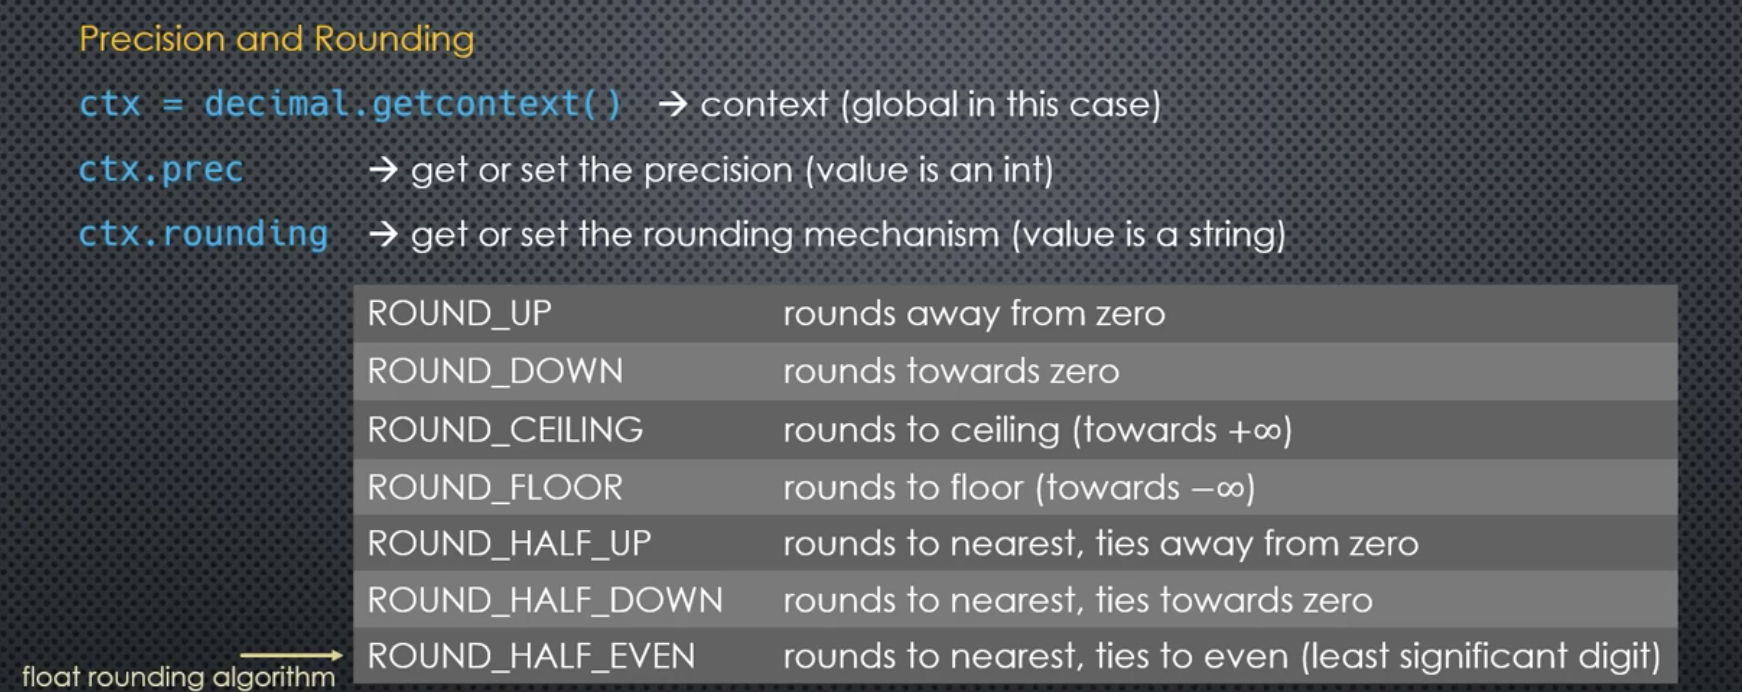 Precision and Rounding
ctx = decimal.getcontext() → context (global in this case)
ctx.prec → get or set the precision (value is an int)
ctx.rounding → get or set the rounding mechanism (value is a string)
ROUND_UP rounds away from zero
ROUND_DOWN rounds towards zero
ROUND_CEILING rounds to ceiling (towards +∞)
ROUND_FLOOR rounds to floor (towards −∞)
ROUND_HALF_UP rounds to nearest, ties away from zero
ROUND_HALF_DOWN rounds to nearest, ties towards zero
ROUND_HALF_EVEN rounds to nearest, ties to even (least significant digit)
float rounding algorithm